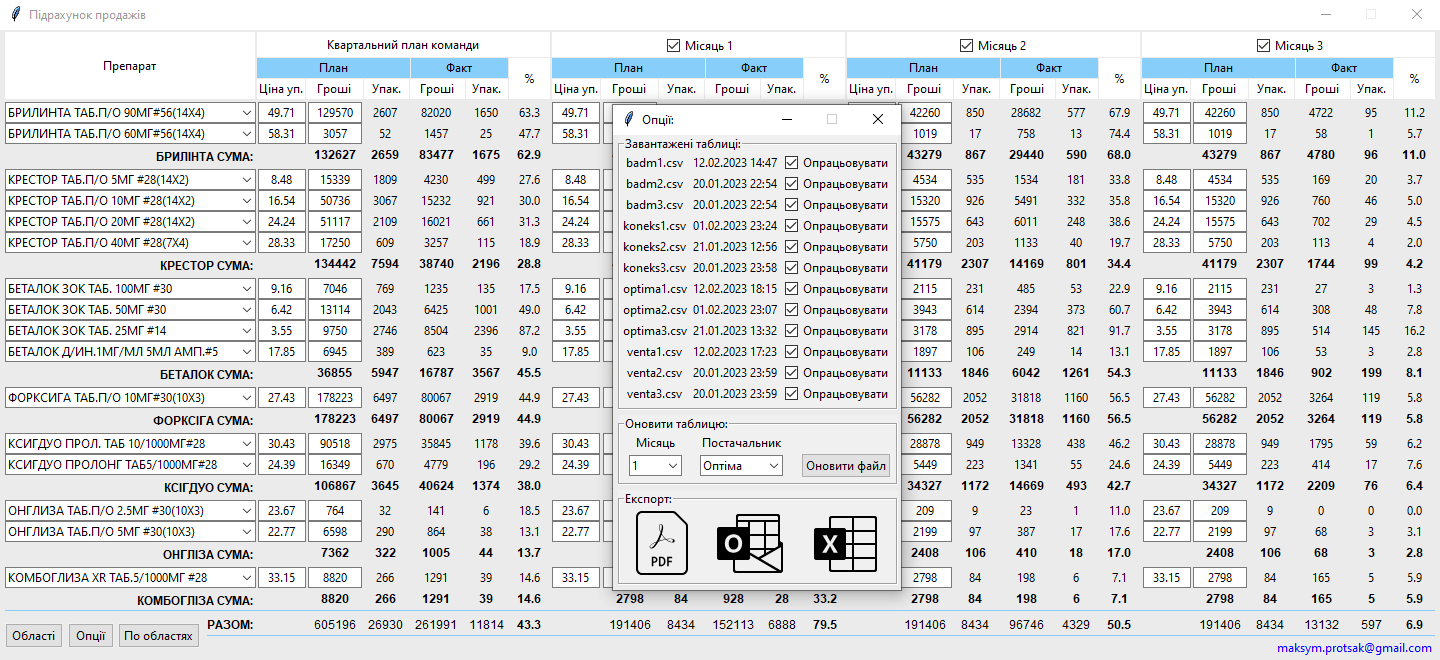 Підрахунок продажів
Препарат Квартальний план команди Місяць 1 Місяць 2 Місяць 3
План Факт % План Факт % План Факт % План Факт %
Ціна уп. Гроші Упак. Гроші Упак. Ціна уп. Гроші Упак. Гроші Упак. Ціна уп. Гроші Упак. Гроші Упак. Ціна уп. Гроші Упак. Гроші Упак.
БРИЛИНТА ТАБ.П/О 90МГ#56(14X4) 49.71 129570 2607 82020 1650 63.3 49.71 42260 850 28682 577 67.9 49.71 42260 850 4722 95 11.2
БРИЛИНТА ТАБ.П/О 60МГ#56(14X4) 58.31 3057 52 1457 25 47.7 58.31 1019 17 758 13 74.4 58.31 1019 17 58 1 5.7
БРИЛІНТА СУМА: 132627 2659 83477 1675 62.9 43279 867 29440 590 68.0 43279 867 4780 96 11.0
КРЕСТОР ТАБ.П/О 5МГ #28(14X2) 8.48 15339 1809 4230 499 27.6 8.48 4534 535 1534 181 33.8 8.48 4534 535 169 20 3.7
КРЕСТОР ТАБ.П/О 10МГ #28(14X2) 16.54 50736 3067 15232 921 30.0 16.54 15320 926 5491 332 35.8 16.54 15320 926 760 46 5.0
КРЕСТОР ТАБ.П/О 20МГ #28(14X2) 24.24 51117 2109 16021 661 31.3 24.24 15575 643 6011 248 38.6 24.24 15575 643 702 29 4.5
КРЕСТОР ТАБ.П/О 40МГ #28(7X4) 28.33 17250 609 3257 115 18.9 28.33 5750 203 1133 40 19.7 28.33 5750 203 113 4 2.0
КРЕСТОР СУМА: 134442 7594 38740 2196 28.8 41179 2307 14169 801 34.4 41179 2307 1744 99 4.2
БЕТАЛОК ЗОК ТАБ. 100МГ #30 9.16 7046 769 1235 135 17.5 9.16 2115 231 485 53 22.9 9.16 2115 231 27 3 1.3
БЕТАЛОК ЗОК ТАБ. 50МГ #30 6.42 13114 2043 6425 1001 49.0 6.42 3943 614 2394 373 60.7 6.42 3943 614 308 48 7.8
БЕТАЛОК ЗОК ТАБ. 25МГ #14 3.55 9750 2746 8504 2396 87.2 3.55 3178 895 2914 821 91.7 3.55 3178 895 514 145 16.2
БЕТАЛОК Д/ИН.1МГ/МЛ 5МЛ АМП.#5 17.85 6945 389 623 35 9.0 17.85 1897 106 249 14 13.1 17.85 1897 106 53 3 2.8
БЕТАЛОК СУМА: 36855 5947 16787 3567 45.5 11133 1846 6042 1261 54.3 11133 1846 902 199 8.1
ФОРКСИГА ТАБ.П/О 10МГ#30(10X3) 27.43 178223 6497 80067 2919 44.9 27.43 56282 2052 31818 1160 56.5 27.43 56282 2052 3264 119 5.8
ФОРКСІГА СУМА: 178223 6497 80067 2919 44.9 56282 2052 31818 1160 56.5 56282 2052 3264 119 5.8
КСИГДУО ПРОЛ. ТАБ 10/1000МГ#28 30.43 90518 2975 35845 1178 39.6 30.43 28878 949 13328 438 46.2 30.43 28878 949 1795 59 6.2
КСИГДУО ПРОЛОНГ ТАБ5/1000МГ#28 24.39 16349 670 4779 196 29.2 24.39 5449 223 1341 55 24.6 24.39 5449 223 414 17 7.6
КСІГДУО СУМА: 106867 3645 40624 1374 38.0 34327 1172 14669 493 42.7 34327 1172 2209 76 6.4
ОНГЛИЗА ТАБ.П/О 2.5МГ #30(10X3) 23.67 764 32 141 6 18.5 23.67 209 9 23 1 11.0 23.67 209 9 0 0 0.0
ОНГЛИЗА ТАБ.П/О 5МГ #30(10X3) 22.77 6598 290 864 38 13.1 22.77 2199 97 387 17 17.6 22.77 2199 97 68 3 3.1
ОНГЛІЗА СУМА: 7362 322 1005 44 13.7 2408 106 410 18 17.0 2408 106 68 3 2.8
КОМБОГЛИЗА XR ТАБ.5/1000МГ #28 33.15 8820 266 1291 39 14.6 33.15 2798 84 198 6 7.1 33.15 2798 84 165 5 5.9
КОМБОГЛІЗА СУМА: 8820 266 1291 39 14.6 2798 84 928 28 33.2 2798 84 198 6 7.1 2798 84 165 5 5.9
РАЗОМ: 605196 26930 261991 11814 43.3 191406 8434 152113 6888 79.5 191406 8434 96746 4329 50.5 191406 8434 13132 597 6.9
Області Опції По областях
maksym.protsak@gmail.com
Опції:
Завантажені таблиці:
badm1.csv 12.02.2023 14:47 Опрацьовувати
badm2.csv 20.01.2023 22:54 Опрацьовувати
badm3.csv 20.01.2023 22:54 Опрацьовувати
koneks1.csv 01.02.2023 23:24 Опрацьовувати
koneks2.csv 21.01.2023 12:56 Опрацьовувати
koneks3.csv 20.01.2023 23:58 Опрацьовувати
optima1.csv 12.02.2023 18:15 Опрацьовувати
optima2.csv 01.02.2023 23:07 Опрацьовувати
optima3.csv 21.01.2023 13:32 Опрацьовувати
venta1.csv 12.02.2023 17:23 Опрацьовувати
venta2.csv 20.01.2023 23:59 Опрацьовувати
venta3.csv 20.01.2023 23:59 Опрацьовувати
Оновити таблицю:
Місяць Постачальник
1 Оптіма Оновити файл
Експорт:
PDF O X